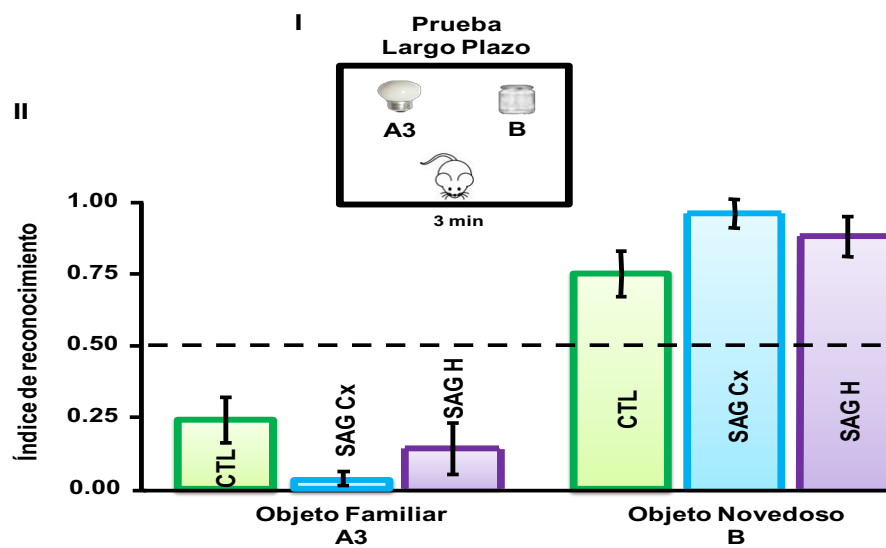 I
Prueba
Largo Plazo
A3
B
3 min
II
Índice de reconocimiento
1.00
0.75
0.50
0.25
0.00
CTL
SAG Cx
SAG H
CTL
SAG Cx
SAG H
Objeto Familiar
A3
Objeto Novedoso
B